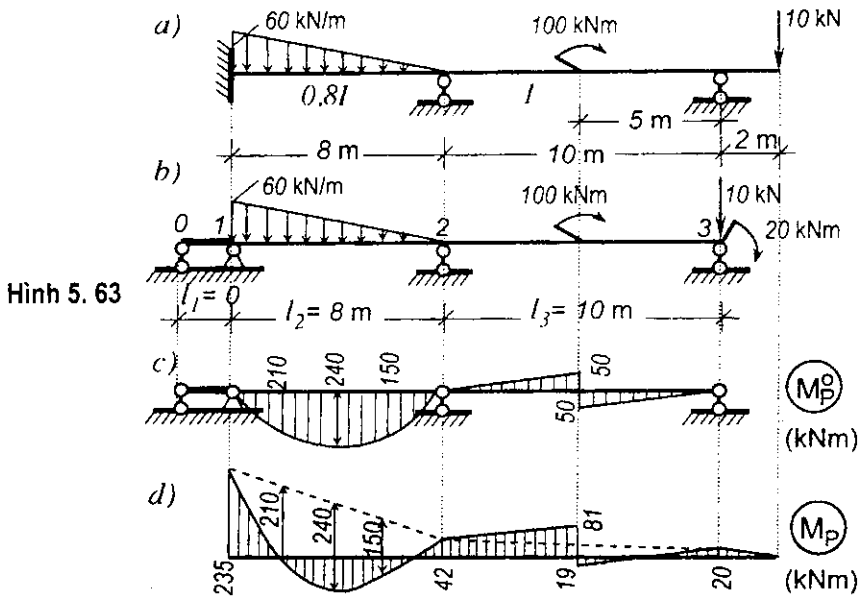 a)
60 kN/m
100 kNm
10 kN
0,8I
I
5 m
8 m
10 m
2 m
b)
60 kN/m
100 kNm
10 kN
20 kNm
0
1
2
3
Hình 5. 63
l₁ = 0
l₂ = 8 m
l₃ = 10 m
c)
210
240
150
50
50
M°P
(kNm)
d)
210
240
150
81
MP
(kNm)
235
42
19
20